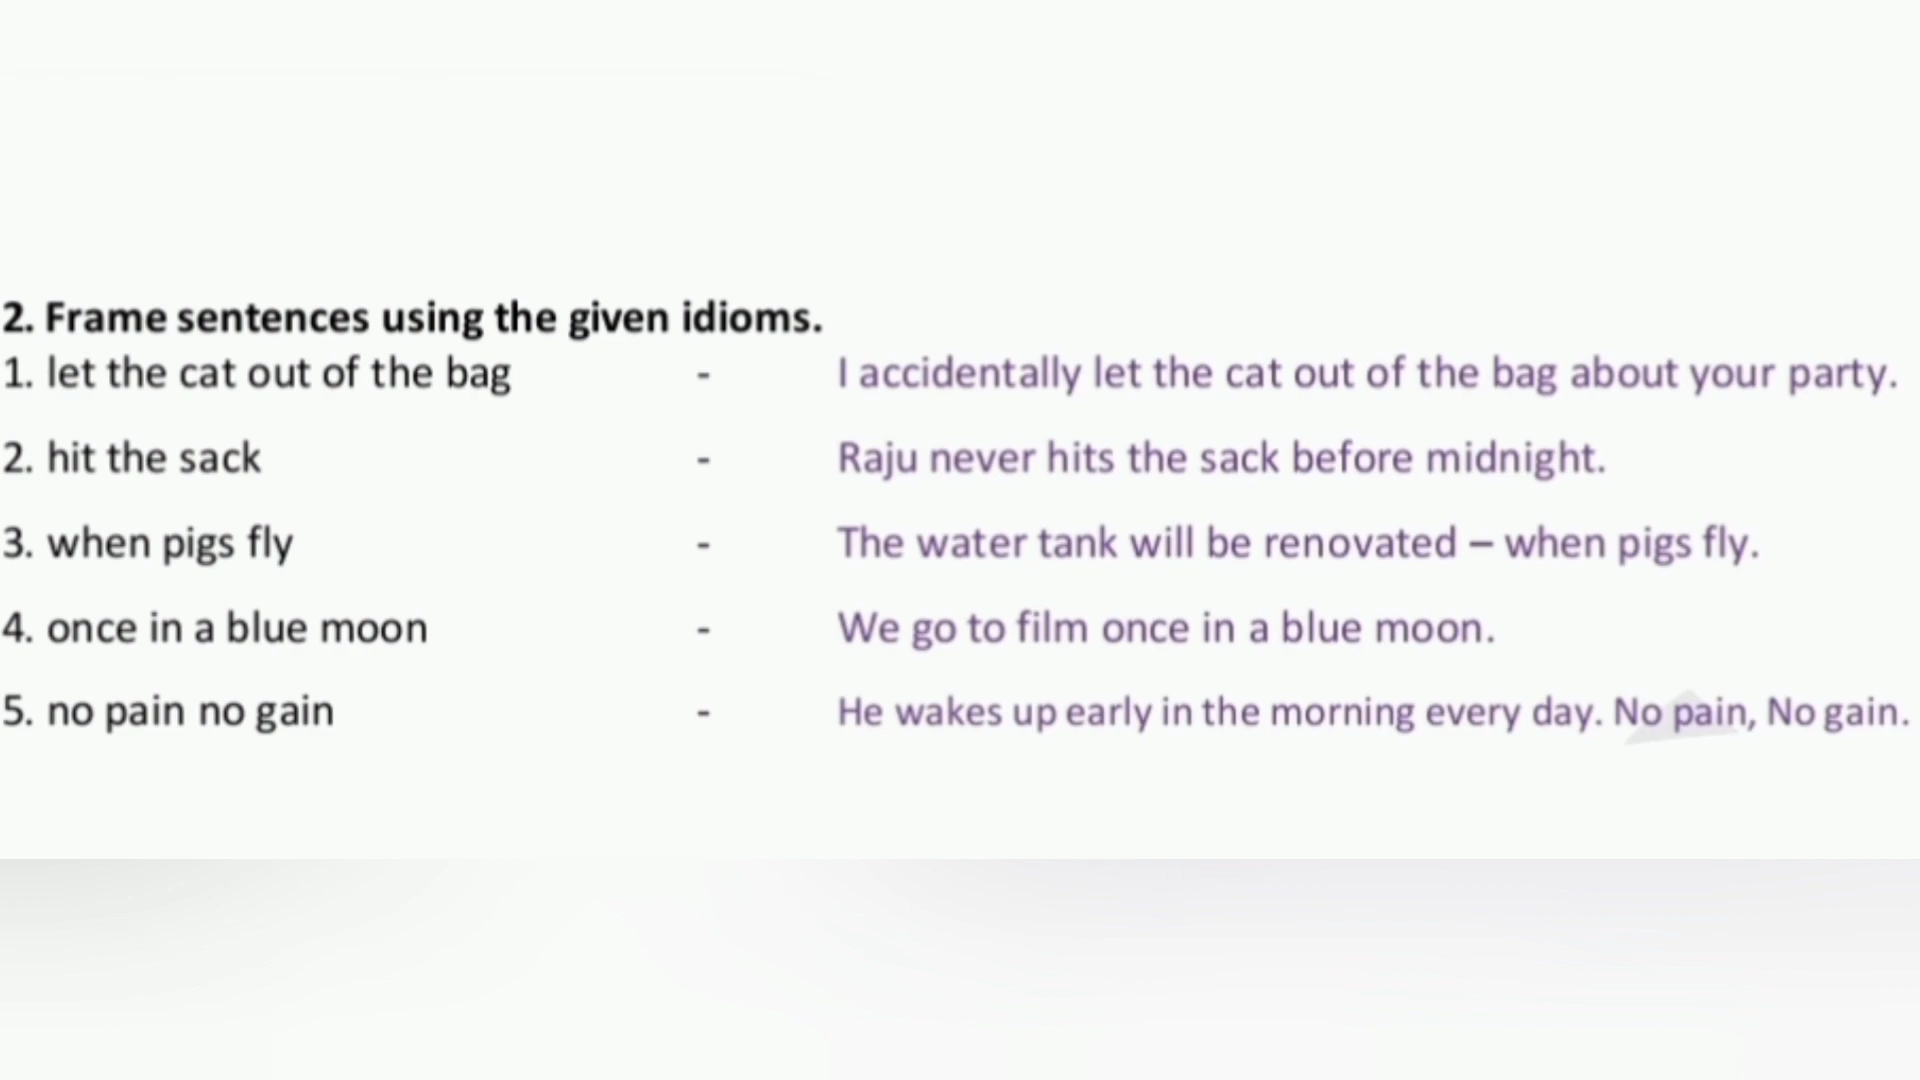 2. Frame sentences using the given idioms.
1. let the cat out of the bag - I accidentally let the cat out of the bag about your party.
2. hit the sack - Raju never hits the sack before midnight.
3. when pigs fly - The water tank will be renovated – when pigs fly.
4. once in a blue moon - We go to film once in a blue moon.
5. no pain no gain - He wakes up early in the morning every day. No pain, No gain.